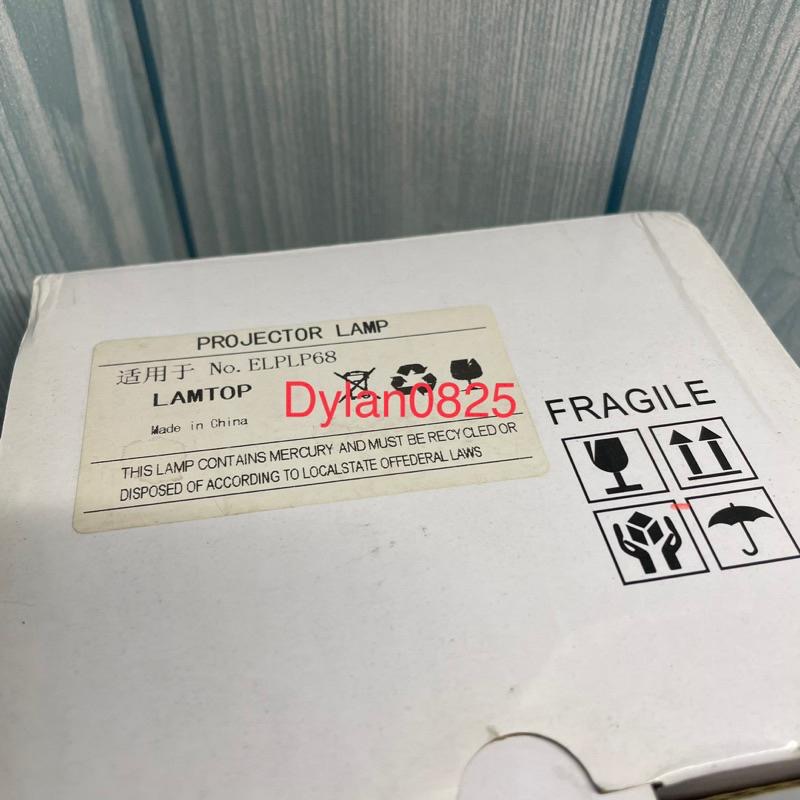 PROJECTOR LAMP
适用于 No. ELPLP68
LAMTOP
Dylan0825
Made in China
THIS LAMP CONTAINS MERCURY AND MUST BE RECYCLED OR
DISPOSED OF ACCORDING TO LOCALSTATE OFFEDERAL LAWS
FRAGILE